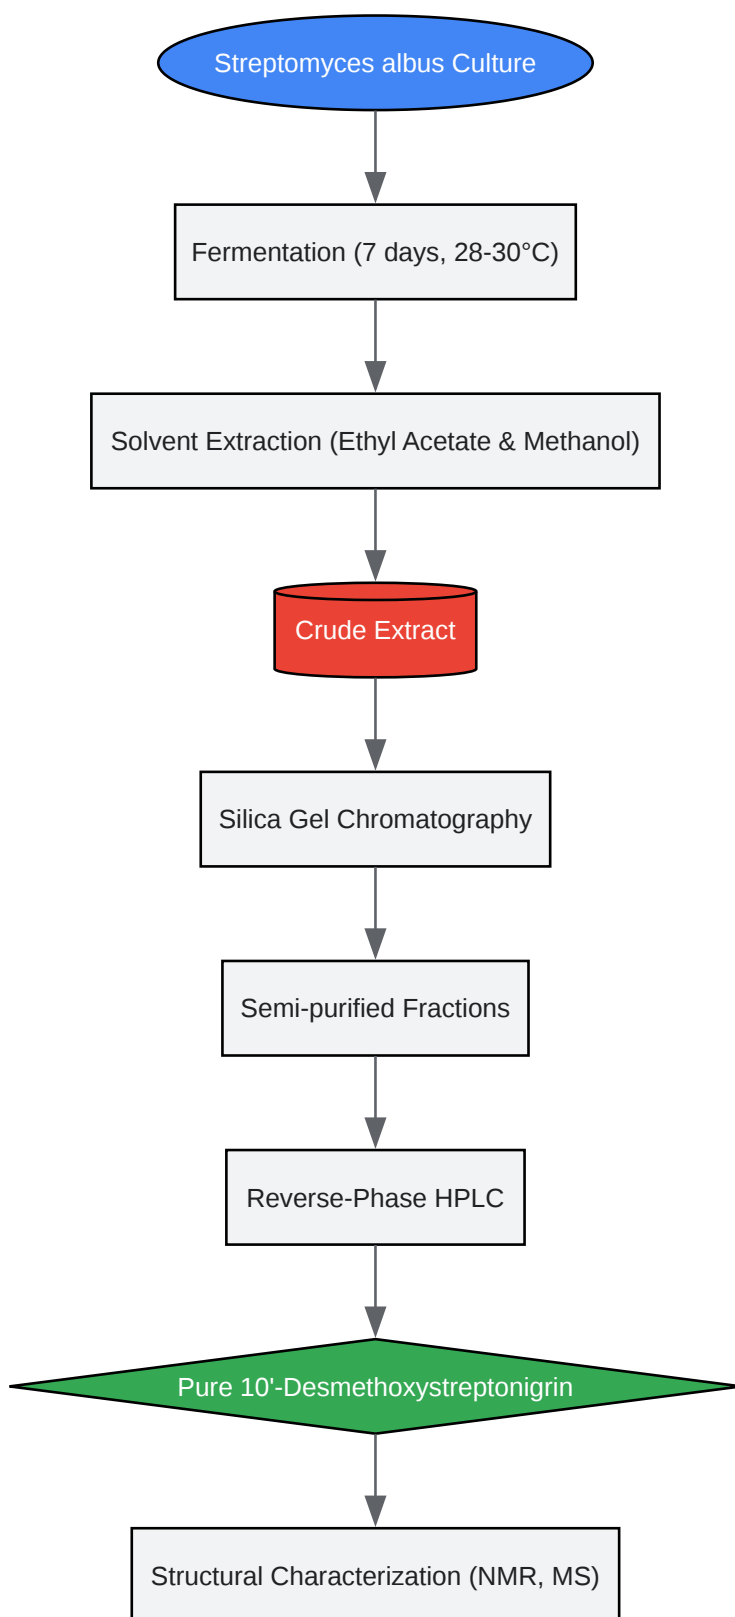 Streptomyces albus Culture
Fermentation (7 days, 28-30°C)
Solvent Extraction (Ethyl Acetate & Methanol)
Crude Extract
Silica Gel Chromatography
Semi-purified Fractions
Reverse-Phase HPLC
Pure 10'-Desmethoxystreptonigrin
Structural Characterization (NMR, MS)